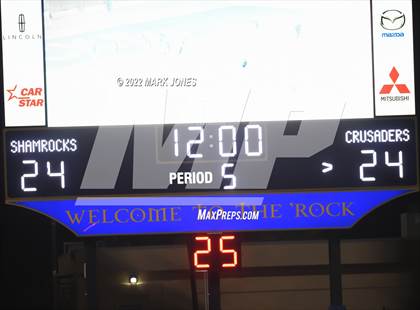 LINCOLN
mazda
© 2022 MARK JONES
CAR STAR
MITSUBISHI
SHAMROCKS
12:00
CRUSADERS
24
PERIOD 5
> 24
MP
WELCOME TO THE 'ROCK
MAXPREPS.COM
25